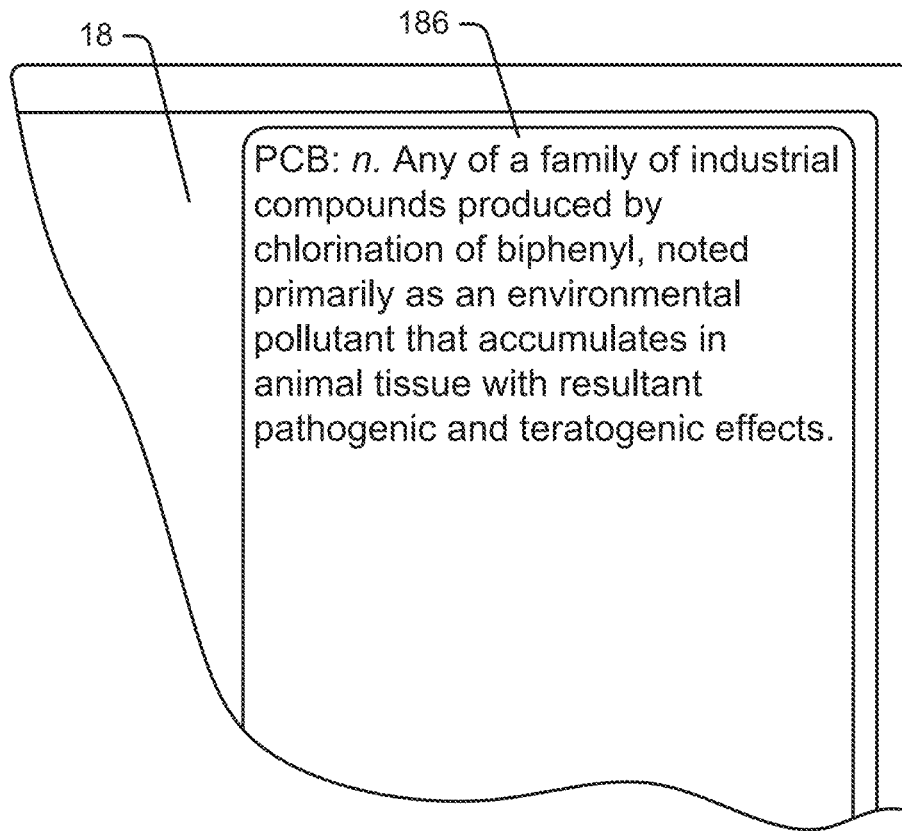 18
186
PCB: n. Any of a family of industrial
compounds produced by
chlorination of biphenyl, noted
primarily as an environmental
pollutant that accumulates in
animal tissue with resultant
pathogenic and teratogenic effects.